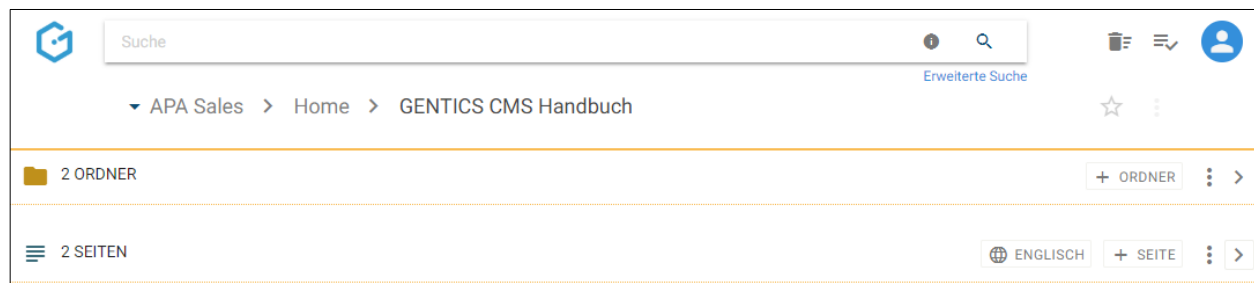 Suche
Erweiterte Suche
APA Sales > Home > GENTICS CMS Handbuch
2 ORDNER + ORDNER
2 SEITEN ENGLISCH + SEITE